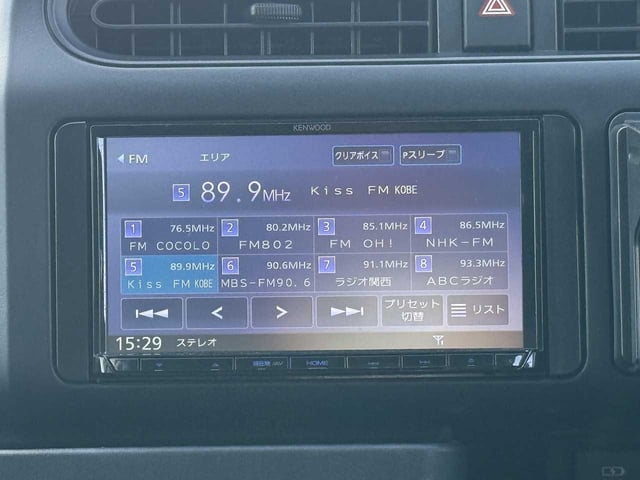 KENWOOD
FM エリア クリアボイス Pスリープ
5 89.9MHz Kiss FM KOBE
1 76.5MHz 2 80.2MHz 3 85.1MHz 4 86.5MHz
FM COCOLO FM802 FM OH! NHK-FM
5 89.9MHz 6 90.6MHz 7 91.1MHz 8 93.3MHz
Kiss FM KOBE MBS-FM90.6 ラジオ関西 ABCラジオ
プリセット
切替 リスト
15:29 ステレオ
現在地 /AV HOME